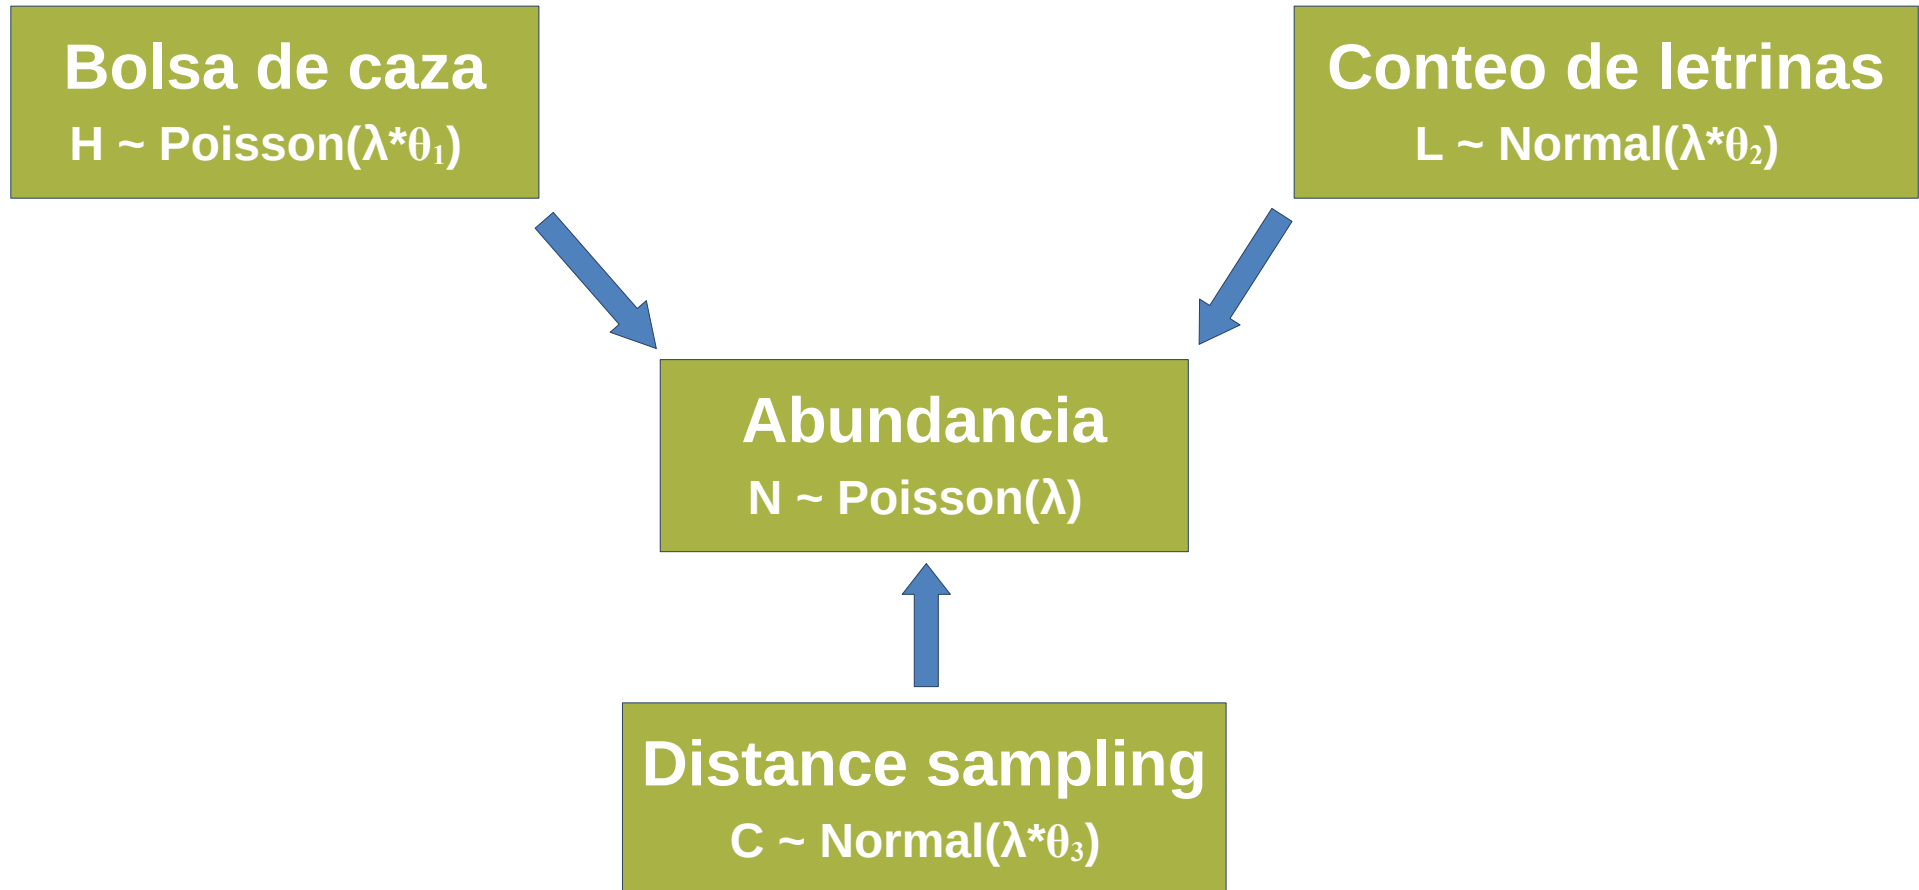 Bolsa de caza
H ~ Poisson(λ*θ₁)
Conteo de letrinas
L ~ Normal(λ*θ₂)
Abundancia
N ~ Poisson(λ)
Distance sampling
C ~ Normal(λ*θ₃)